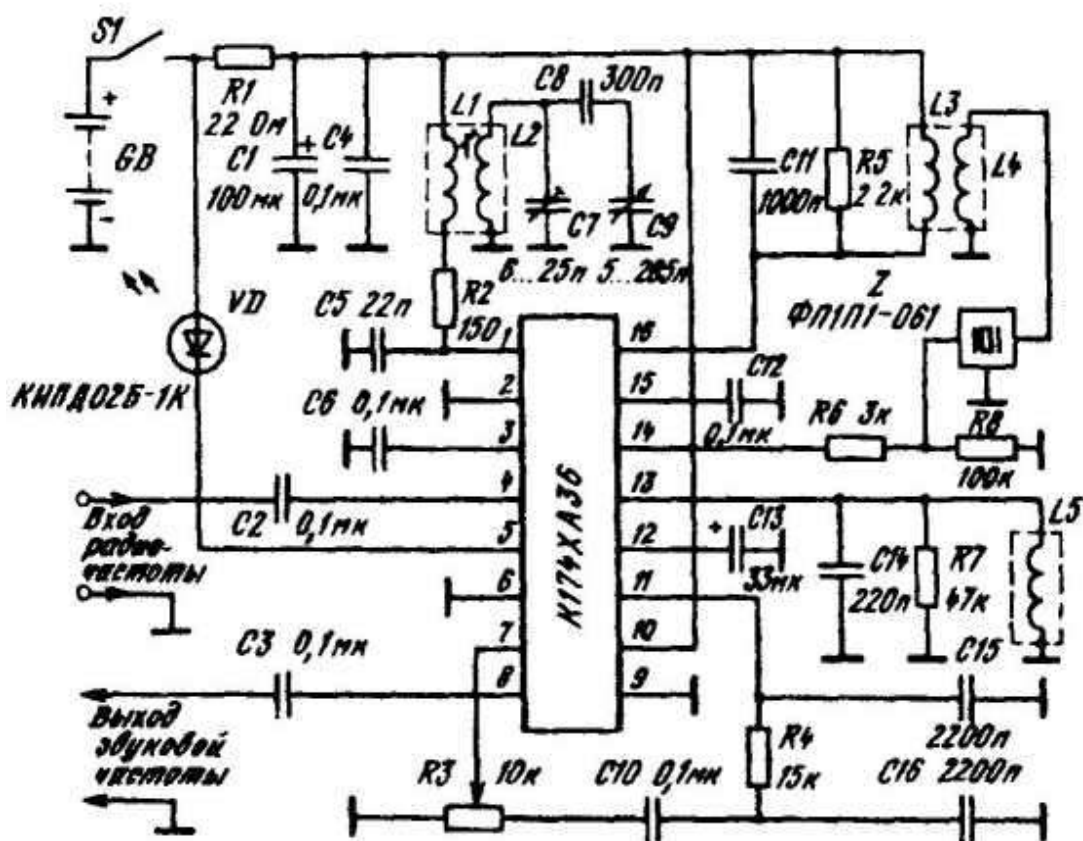 S1
R1
22 Ом
+
GB
-
C1
100мк
+
C4
0,1мк
L1
L2
C8
300п
C7
6...25п
C9
5...285п
C11
1000п
R5
2 2к
L3
L4
VD
КИПД02Б-1К
C5 22п
R2
150
Z
ФП1П1-061
C6 0,1мк
1
2
3
4
5
6
7
8
К174ХА36
16
15
14
13
12
11
10
9
C12
0,1мк
R6 3к
R8
100к
Вход
радио-
частоты
C2
0,1мк
+
C13
33мк
C14
220п
R7
47к
L5
C3 0,1мк
Выход
звуковой
частоты
R3
10к
C10 0,1мк
R4
15к
C15
2200п
C16 2200п